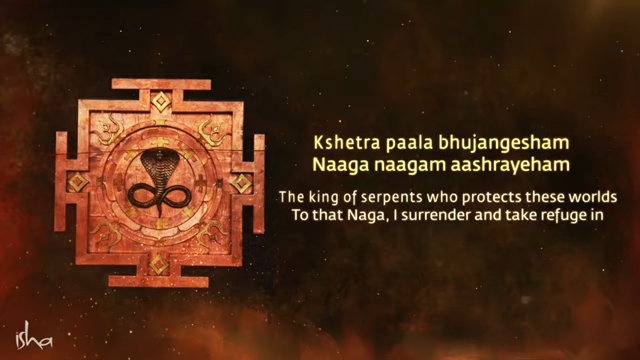 Kshetra paala bhujangesham
Naaga naagam aashrayeham
The king of serpents who protects these worlds
To that Naga, I surrender and take refuge in
isha